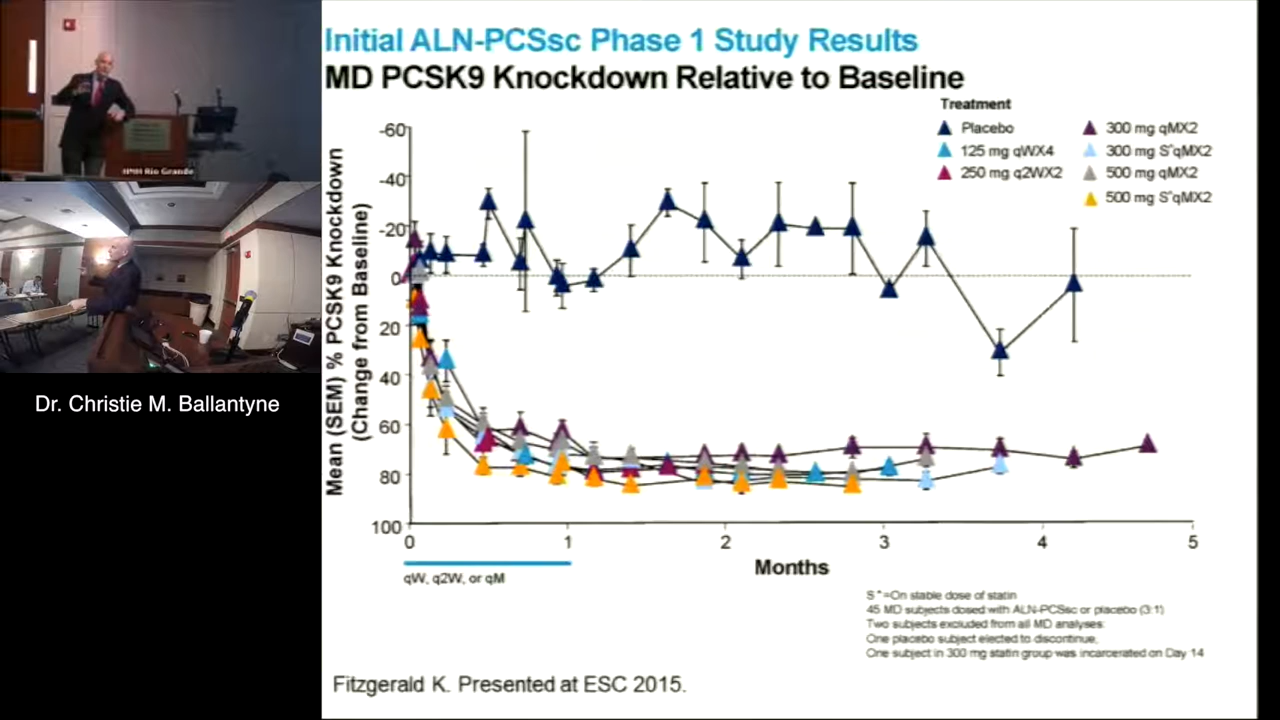 Initial ALN-PCSsc Phase 1 Study Results
MD PCSK9 Knockdown Relative to Baseline
Treatment
Placebo
125 mg qWX4
250 mg q2WX2
300 mg qMX2
300 mg S*qMX2
500 mg qMX2
500 mg S*qMX2
Mean (SEM) % PCSK9 Knockdown
(Change from Baseline)
-60
-40
-20
0
20
40
60
80
100
0 1 2 3 4 5
Months
qW, q2W, or qM
S*=On stable dose of statin
45 MD subjects dosed with ALN-PCSsc or placebo (3:1)
Two subjects excluded from all MD analyses:
One placebo subject elected to discontinue,
One subject in 300 mg statin group was incarcerated on Day 14
Fitzgerald K. Presented at ESC 2015.
Rio Grande
Dr. Christie M. Ballantyne